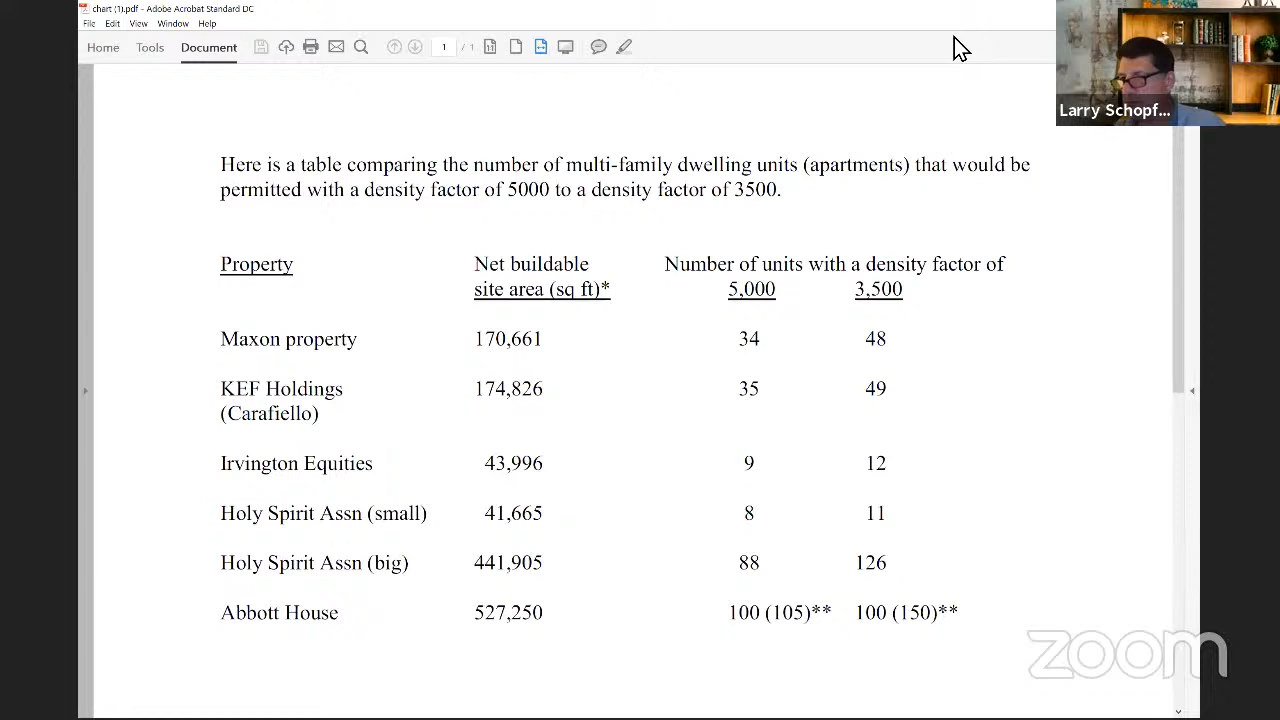 chart (1).pdf - Adobe Acrobat Standard DC
File Edit View Window Help
Home Tools Document 1 / 1
Larry Schopf...
Here is a table comparing the number of multi-family dwelling units (apartments) that would be
permitted with a density factor of 5000 to a density factor of 3500.
Property Net buildable Number of units with a density factor of
site area (sq ft)* 5,000 3,500
Maxon property 170,661 34 48
KEF Holdings 174,826 35 49
(Carafiello)
Irvington Equities 43,996 9 12
Holy Spirit Assn (small) 41,665 8 11
Holy Spirit Assn (big) 441,905 88 126
Abbott House 527,250 100 (105)** 100 (150)**
zoom